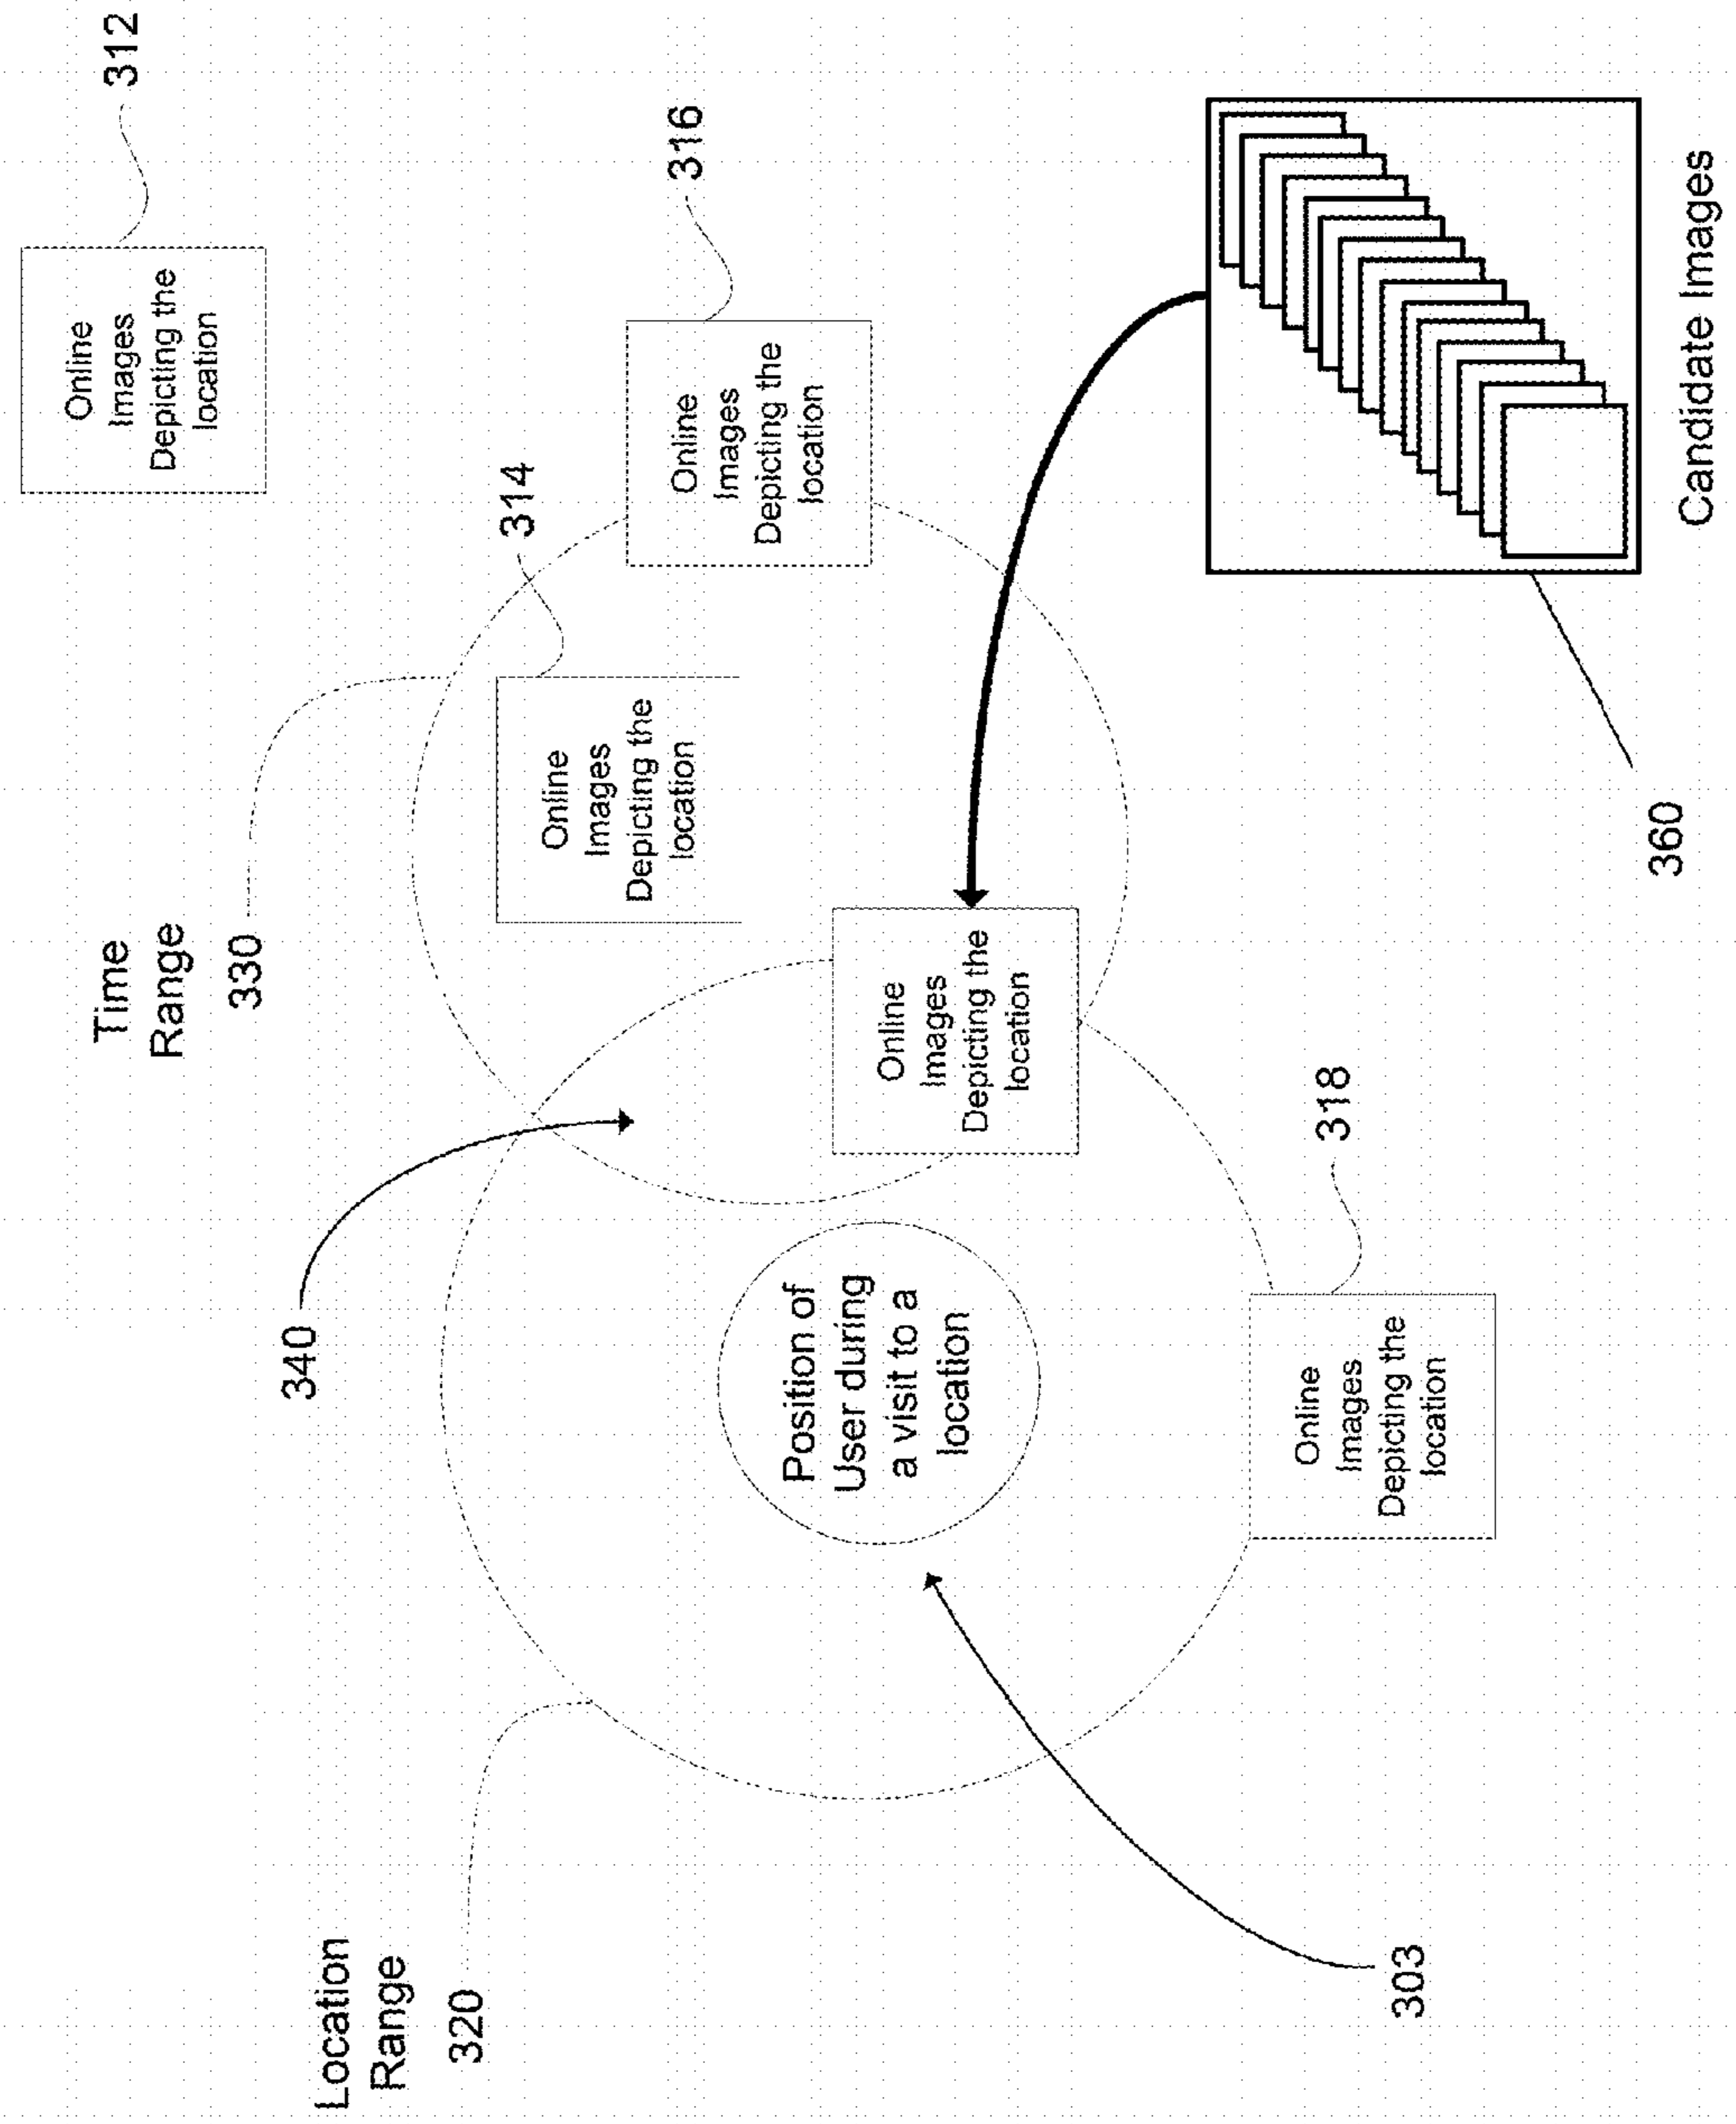 Location
Range
320
303
340
Position of
User during
a visit to a
location
Online
Images
Depicting the
location
318
Time
Range
330
Online
Images
Depicting the
location
Online
Images
Depicting the
location
314
Online
Images
Depicting the
location
316
Online
Images
Depicting the
location
312
360
Candidate Images